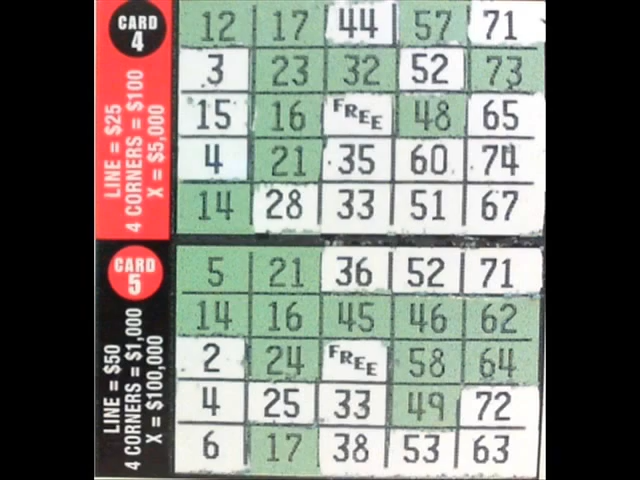 CARD
4
LINE = $25
4 CORNERS = $100
X = $5,000
12 17 44 57 71
3 23 32 52 73
15 16 FREE 48 65
4 21 35 60 74
14 28 33 51 67
CARD
5
LINE = $50
4 CORNERS = $1,000
X = $100,000
5 21 36 52 71
14 16 45 46 62
2 24 FREE 58 64
4 25 33 49 72
6 17 38 53 63